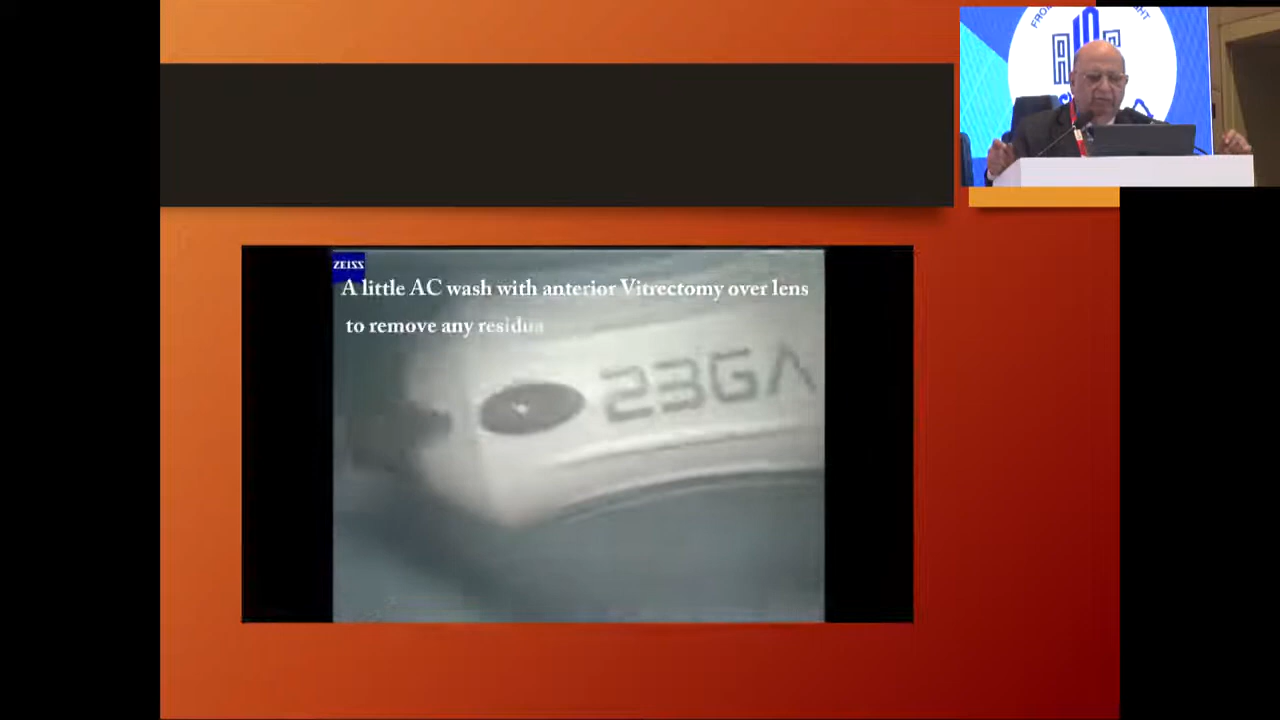 ZEISS
A little AC wash with anterior Vitrectomy over lens
to remove any residua
23GA